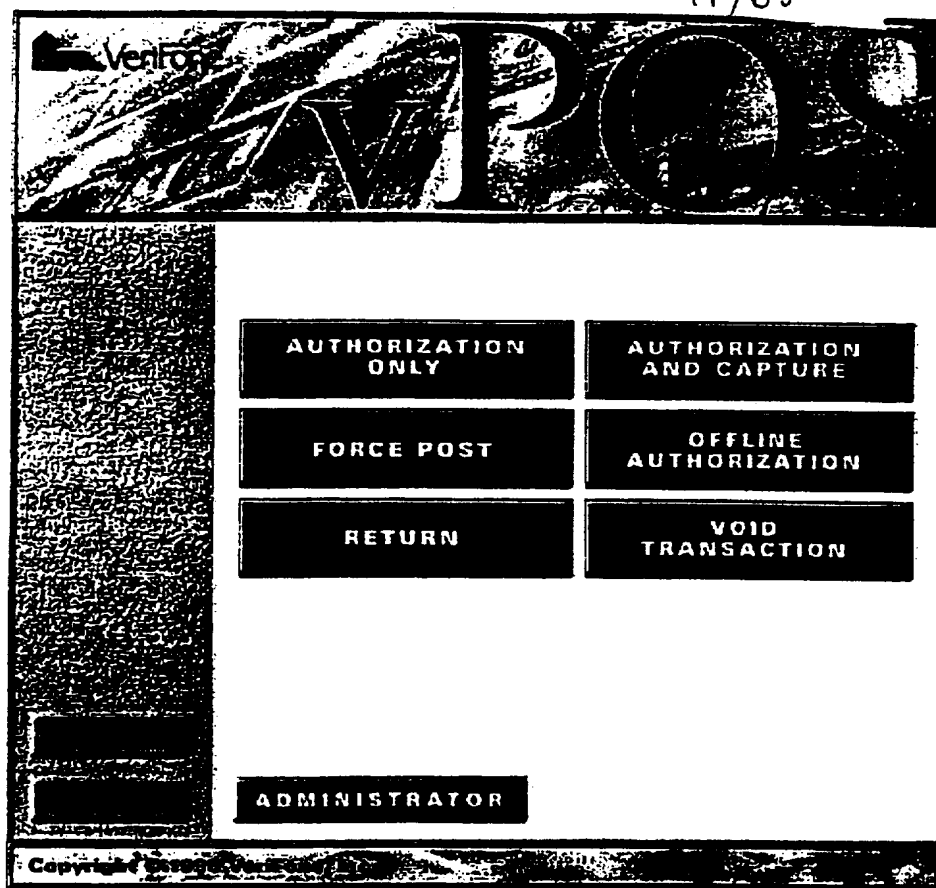 VeriFone
vPOS
AUTHORIZATION
ONLY
AUTHORIZATION
AND CAPTURE
FORCE POST
OFFLINE
AUTHORIZATION
RETURN
VOID
TRANSACTION
ADMINISTRATOR
Copyright